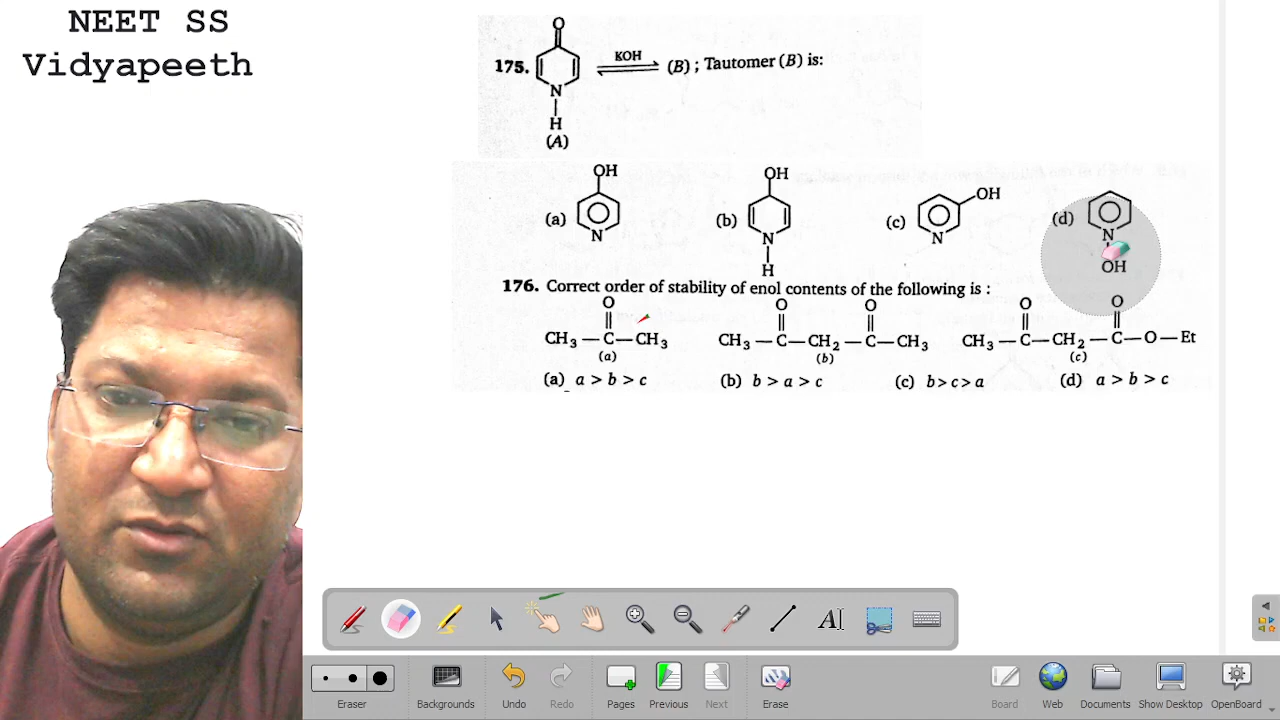 NEET SS
Vidyapeeth
O
175.
KOH
(B) ; Tautomer (B) is:
N
H
(A)
OH
OH
OH
(a)
(b)
(c)
(d)
N
N
N
N
H
OH
176. Correct order of stability of enol contents of the following is :
O
O
O
O
O
CH3 — C — CH3
CH3 — C — CH2 — C — CH3
CH3 — C — CH2 — C — O — Et
(a)
(b)
(c)
(a) a > b > c
(b) b > a > c
(c) b > c > a
(d) a > b > c
A
Eraser
Backgrounds
Undo
Redo
Pages
Previous
Next
Erase
Board
Web
Documents
Show Desktop
OpenBoard